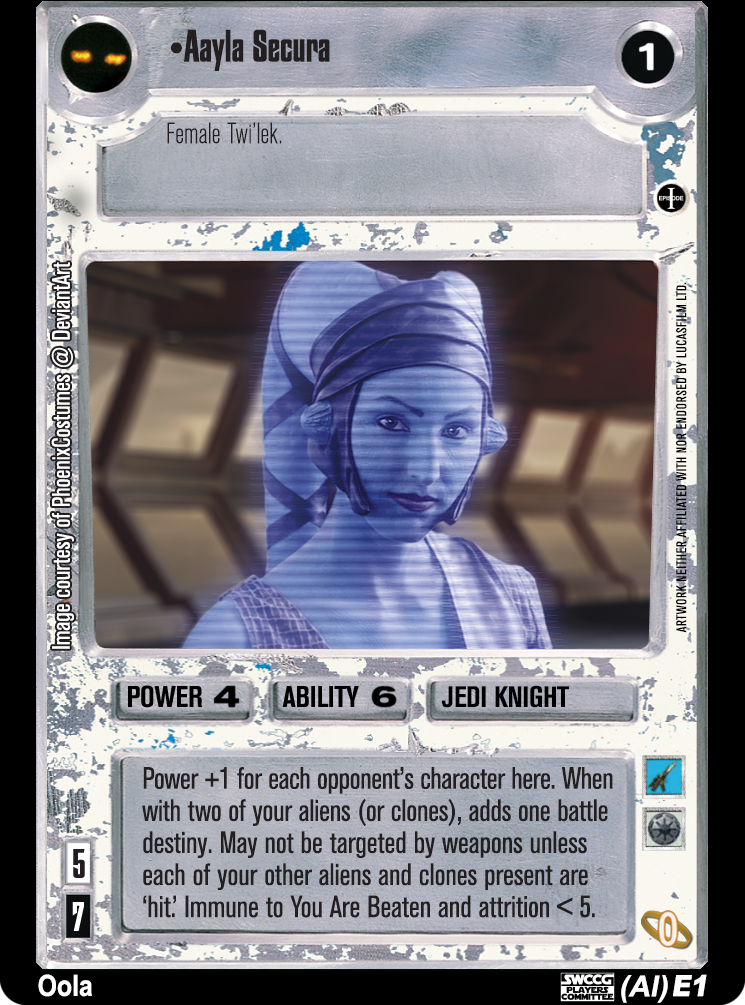 •Aayla Secura
1
Female Twi'lek.
EPISODE
I
Image courtesy of PhoenixCostumes @ DeviantArt
ARTWORK NEITHER AFFILIATED WITH NOR ENDORSED BY LUCASFILM LTD.
POWER 4
ABILITY 6
JEDI KNIGHT
Power +1 for each opponent's character here. When
with two of your aliens (or clones), adds one battle
destiny. May not be targeted by weapons unless
each of your other aliens and clones present are
'hit.' Immune to You Are Beaten and attrition < 5.
5
7
0
Oola
SWCCG
PLAYERS
COMMITTEE
(AI) E1